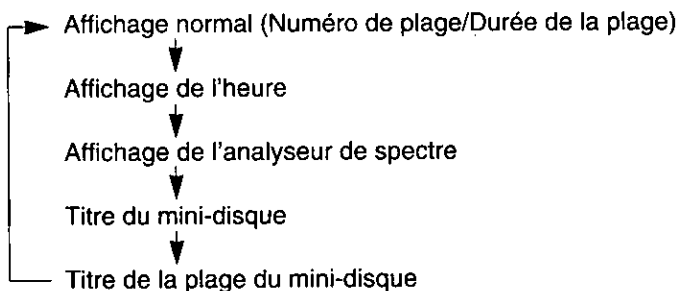 Affichage normal (Numéro de plage/Durée de la plage)
Affichage de l'heure
Affichage de l'analyseur de spectre
Titre du mini-disque
Titre de la plage du mini-disque